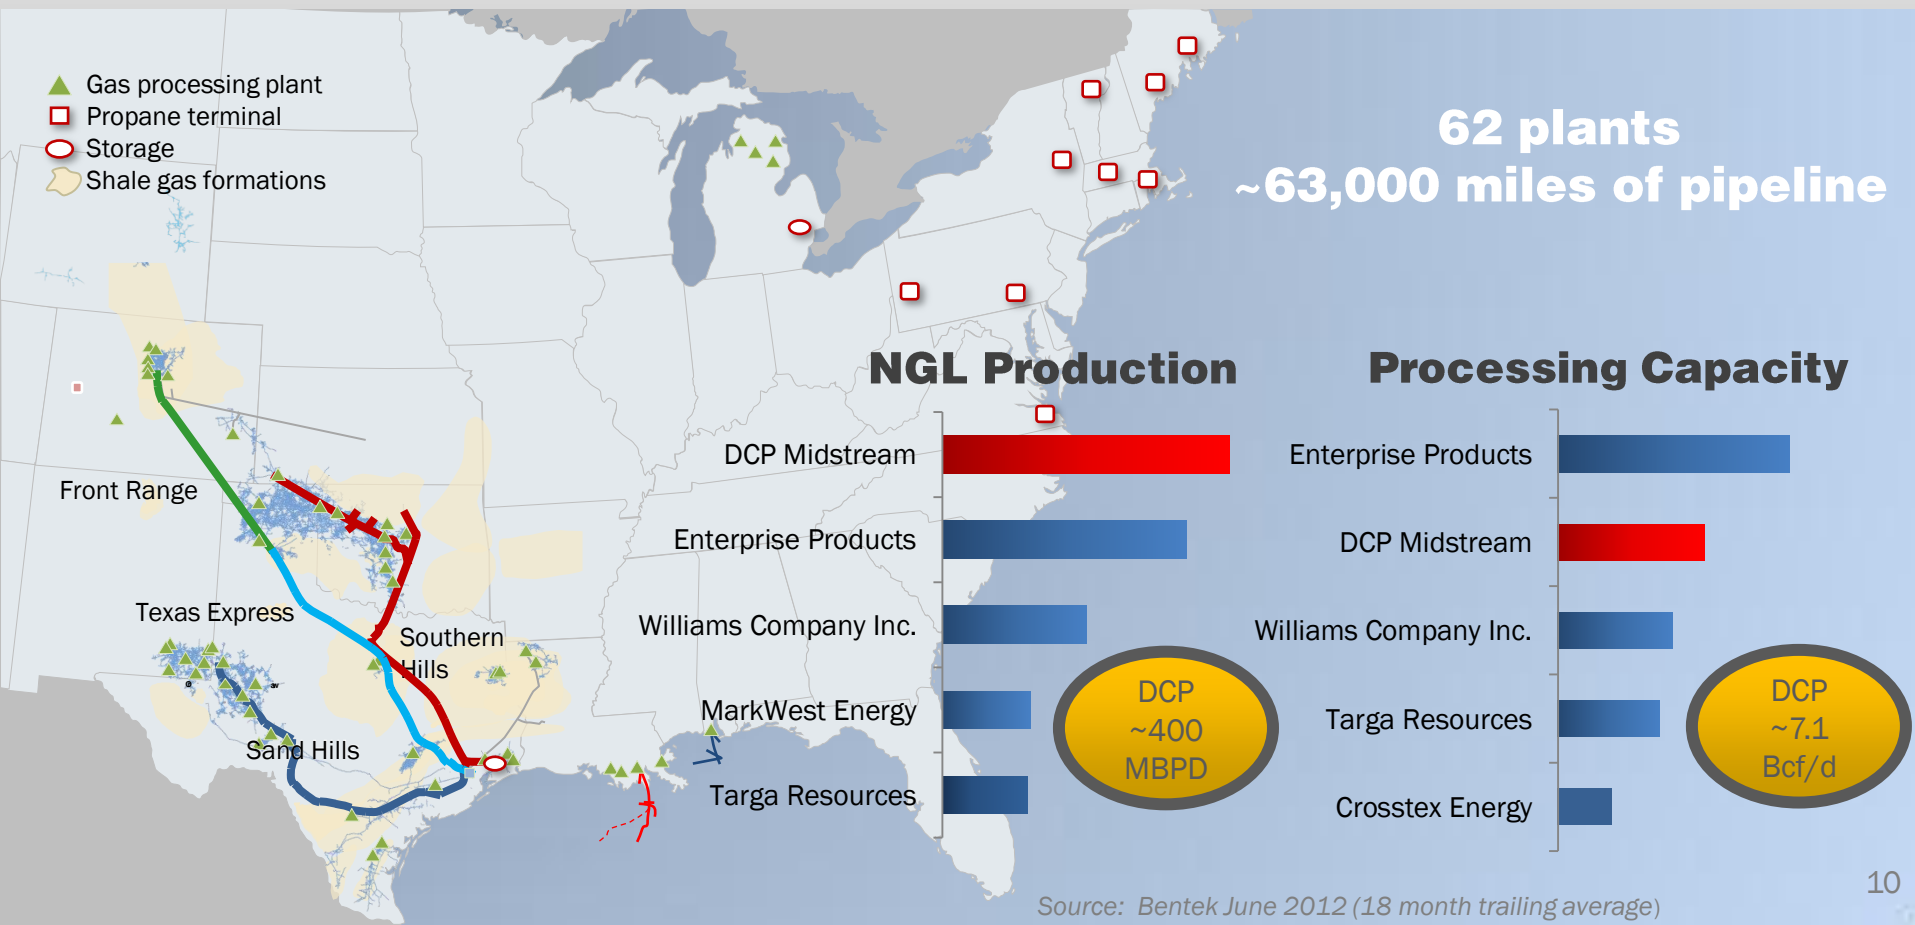 Gas processing plant
Propane terminal
Storage
Shale gas formations
62 plants
~63,000 miles of pipeline
Front Range
Texas Express
Southern
Hills
Sand Hills
NGL Production
DCP Midstream
Enterprise Products
Williams Company Inc.
MarkWest Energy
Targa Resources
DCP
~400
MBPD
Processing Capacity
Enterprise Products
DCP Midstream
Williams Company Inc.
Targa Resources
Crosstex Energy
DCP
~7.1
Bcf/d
Source: Bentek June 2012 (18 month trailing average)
10